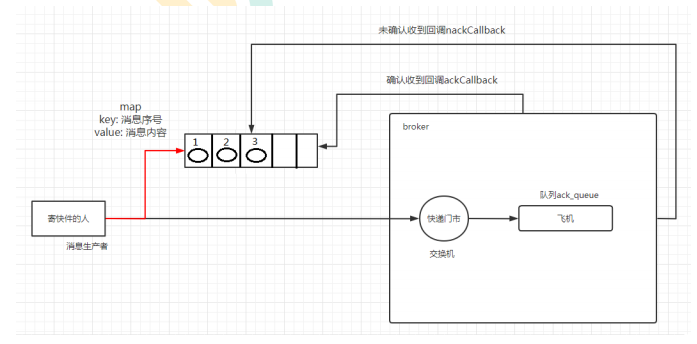 未确认收到回调nackCallback
确认收到回调ackCallback
map
key: 消息序号
value: 消息内容
1 2 3
broker
队列ack_queue
寄快件的人
快递门市
飞机
消息生产者
交换机